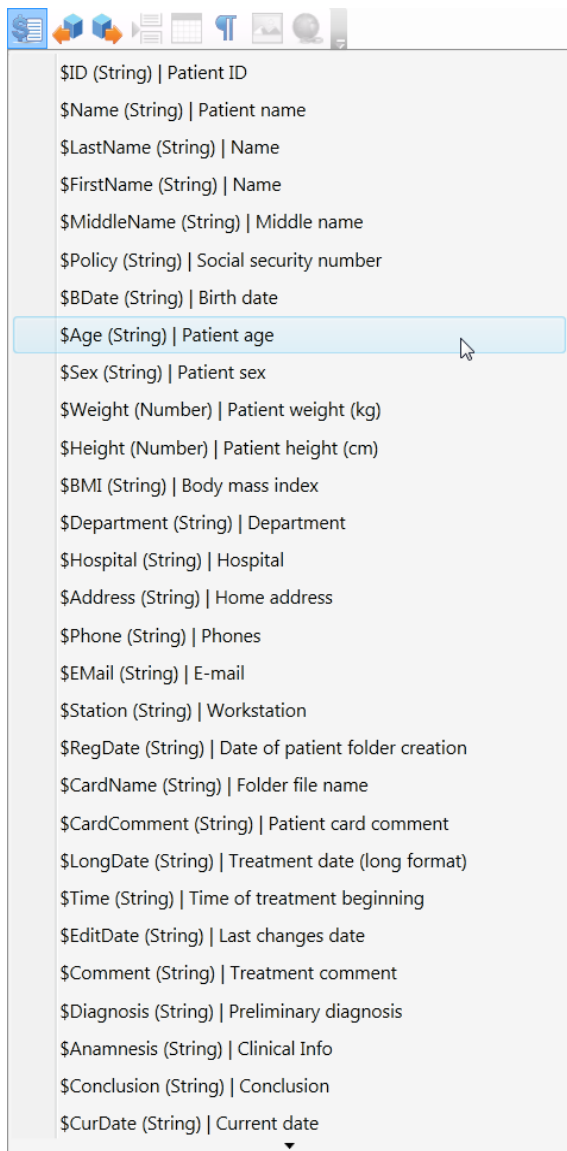 $ID (String) | Patient ID
$Name (String) | Patient name
$LastName (String) | Name
$FirstName (String) | Name
$MiddleName (String) | Middle name
$Policy (String) | Social security number
$BDate (String) | Birth date
$Age (String) | Patient age
$Sex (String) | Patient sex
$Weight (Number) | Patient weight (kg)
$Height (Number) | Patient height (cm)
$BMI (String) | Body mass index
$Department (String) | Department
$Hospital (String) | Hospital
$Address (String) | Home address
$Phone (String) | Phones
$EMail (String) | E-mail
$Station (String) | Workstation
$RegDate (String) | Date of patient folder creation
$CardName (String) | Folder file name
$CardComment (String) | Patient card comment
$LongDate (String) | Treatment date (long format)
$Time (String) | Time of treatment beginning
$EditDate (String) | Last changes date
$Comment (String) | Treatment comment
$Diagnosis (String) | Preliminary diagnosis
$Anamnesis (String) | Clinical Info
$Conclusion (String) | Conclusion
$CurDate (String) | Current date